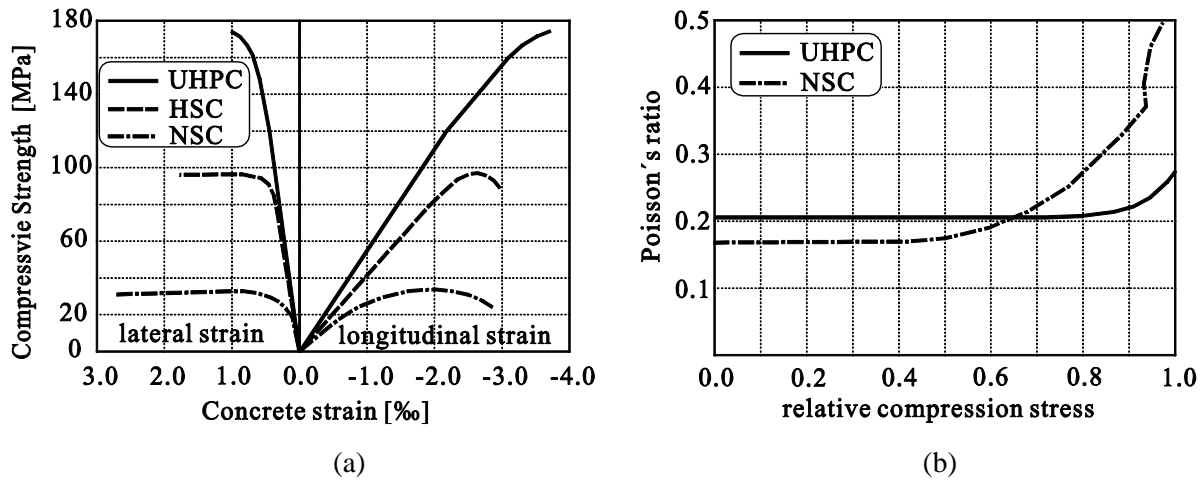 Compressvie Strength [MPa]
180
140
100
60
20
0
UHPC
HSC
NSC
lateral strain
longitudinal strain
3.0 2.0 1.0 0.0 -1.0 -2.0 -3.0 -4.0
Concrete strain [‰]
(a)
Poisson´s ratio
0.5
0.4
0.3
0.2
0.1
UHPC
NSC
0.0 0.2 0.4 0.6 0.8 1.0
relative compression stress
(b)